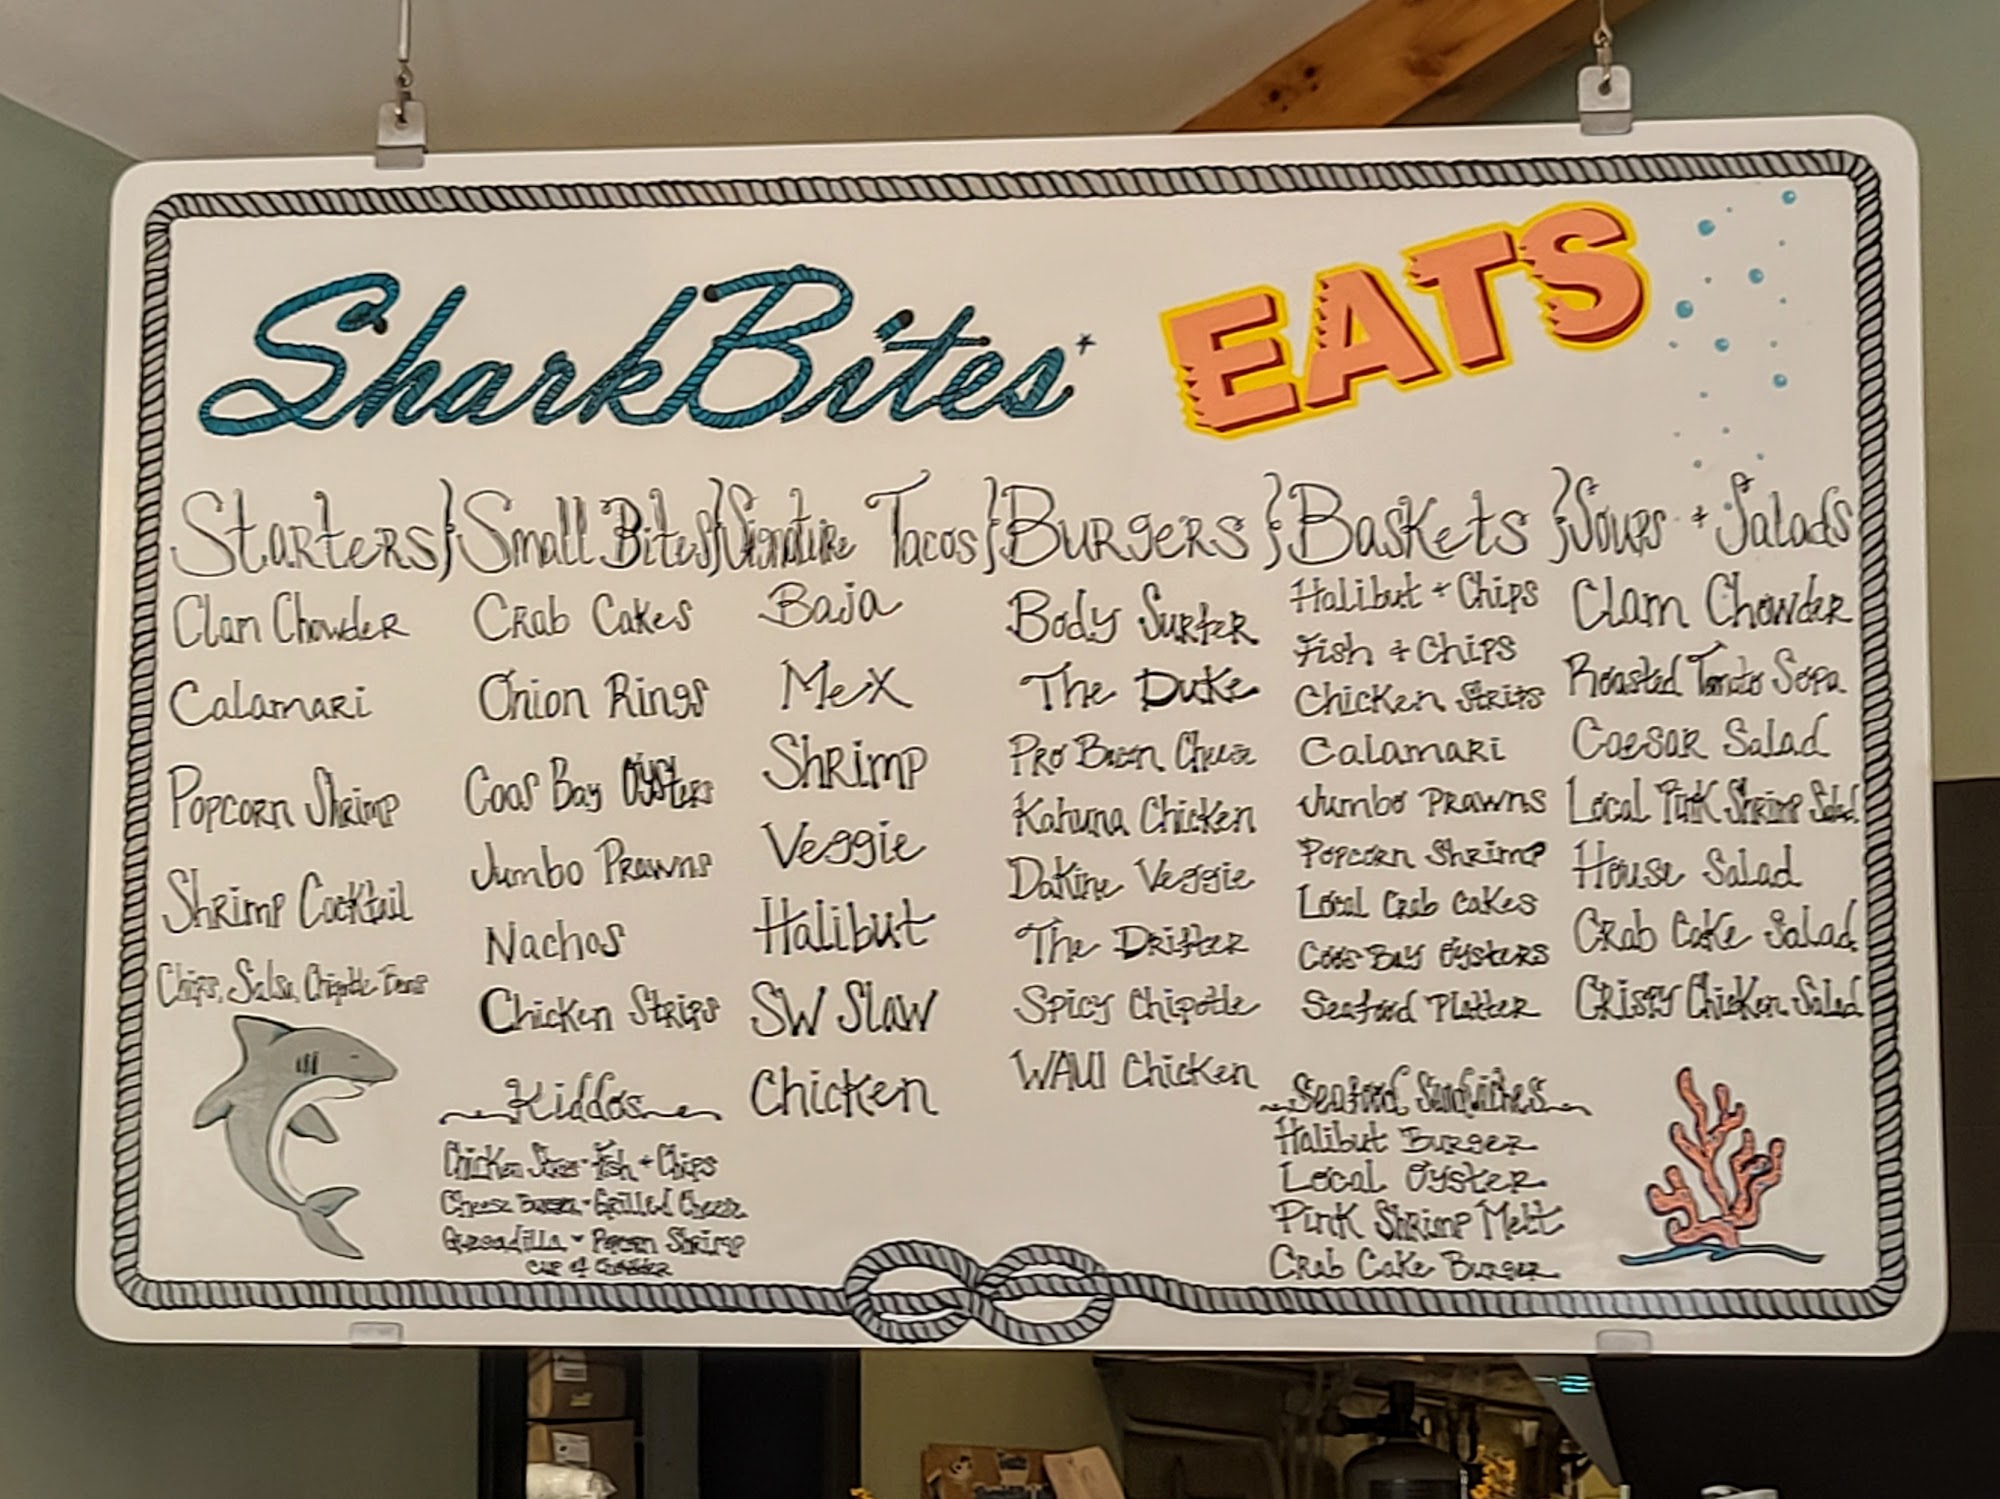 SharkBites EATS
Starters
Clam Chowder
Calamari
Popcorn Shrimp
Shrimp Cocktail
Chips, Salsa, Chipotle
Small Bites
Crab Cakes
Onion Rings
Coos Bay Oysters
Jumbo Prawns
Nachos
Chicken Strips
Kiddos
Chicken Strips - Fish + Chips
Cheese Burger - Grilled Cheese
Quesadilla - Popcorn Shrimp
Cup of Chowder
Signature Tacos
Baja
Mex
Shrimp
Veggie
Halibut
SW Slaw
Chicken
Burgers
Body Surfer
The Duke
Pro Bacon Cheese
Kahuna Chicken
Dakine Veggie
The Drifter
Spicy Chipotle
WAUI Chicken
Baskets
Halibut + Chips
Fish + Chips
Chicken Strips
Calamari
Jumbo Prawns
Popcorn Shrimp
Local Crab Cakes
Coos Bay Oysters
Seafood Platter
Seafood Sandwiches
Halibut Burger
Local Oyster
Pink Shrimp Melt
Crab Cake Burger
Soups + Salads
Clam Chowder
Roasted Tomato Sopa
Caesar Salad
Local Pink Shrimp Salad
House Salad
Crab Cake Salad
Crispy Chicken Salad